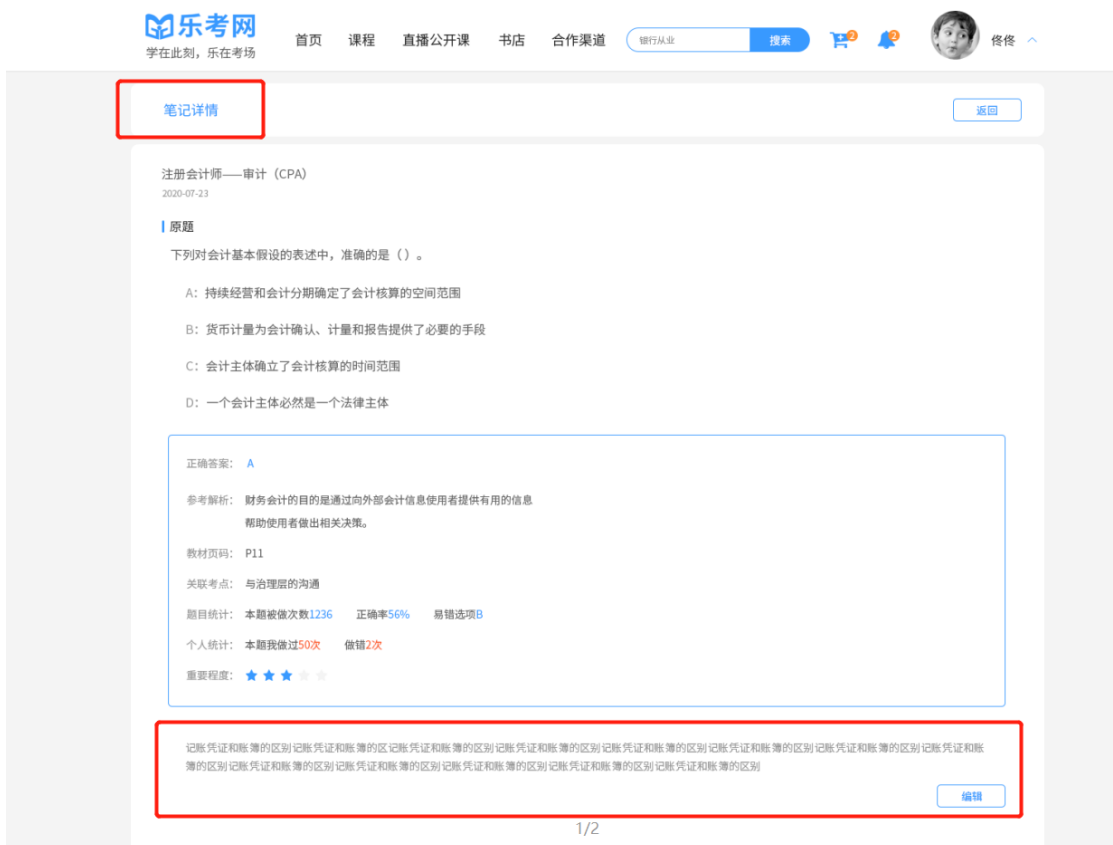 乐考网
学在此刻，乐在考场
首页 课程 直播公开课 书店 合作渠道 银行从业 搜索 2 2 佟佟
笔记详情 返回
注册会计师——审计（CPA）
2020-07-23
原题
下列对会计基本假设的表述中，准确的是（ ）。
A：持续经营和会计分期确定了会计核算的空间范围
B：货币计量为会计确认、计量和报告提供了必要的手段
C：会计主体确立了会计核算的时间范围
D：一个会计主体必然是一个法律主体
正确答案： A
参考解析： 财务会计的目的是通过向外部会计信息使用者提供有用的信息
帮助使用者做出相关决策。
教材页码： P11
关联考点： 与治理层的沟通
题目统计： 本题被做次数1236 正确率56% 易错选项B
个人统计： 本题我做过50次 做错2次
重要程度：
记账凭证和账簿的区别记账凭证和账簿的区记账凭证和账簿的区别记账凭证和账簿的区别记账凭证和账簿的区别记账凭证和账簿的区别记账凭证和账簿的区别记账凭证和账
簿的区别记账凭证和账簿的区别记账凭证和账簿的区别记账凭证和账簿的区别记账凭证和账簿的区别记账凭证和账簿的区别
编辑
1/2